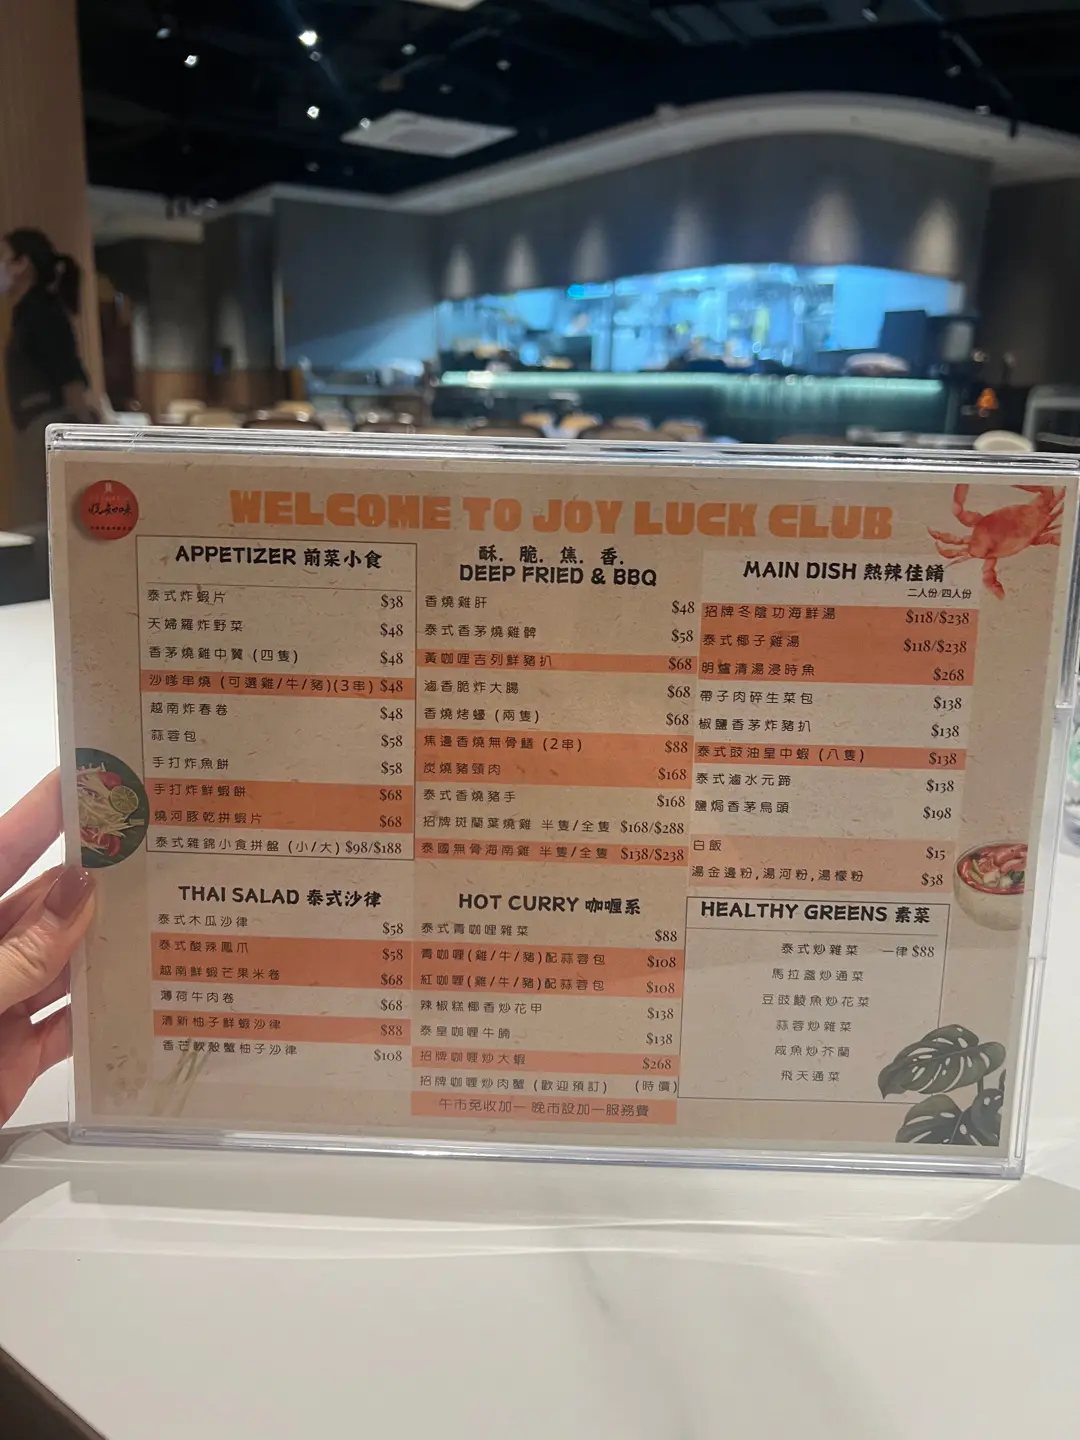 悅和味
WELCOME TO JOY LUCK CLUB
APPETIZER 前菜小食
泰式炸蝦片 $38
天婦羅炸野菜 $48
香茅燒雞中翼 (四隻) $48
沙嗲串燒 (可選雞/牛/豬)(3串) $48
越南炸春卷 $48
蒜蓉包 $58
手打炸魚餅 $58
手打炸鮮蝦餅 $68
燒河豚乾拼蝦片 $68
泰式雜錦小食拼盤 (小/大) $98/$188
THAI SALAD 泰式沙律
泰式木瓜沙律 $58
泰式酸辣鳳爪 $58
越南鮮蝦芒果米卷 $68
薄荷牛肉卷 $68
清新柚子鮮蝦沙律 $88
香芒軟殼蟹柚子沙律 $108
酥. 脆. 焦. 香.
DEEP FRIED & BBQ
香燒雞肝 $48
泰式香茅燒雞髀 $58
黃咖喱吉列鮮豬扒 $68
滷香脆炸大腸 $68
香燒烤蠔 (兩隻) $68
焦邊香燒無骨鱔 (2串) $88
炭燒豬頸肉 $168
泰式香燒豬手 $168
招牌斑蘭葉燒雞 半隻/全隻 $168/$288
泰國無骨海南雞 半隻/全隻 $138/$238
HOT CURRY 咖喱系
泰式青咖喱雜菜 $88
青咖喱(雞/牛/豬)配蒜蓉包 $108
紅咖喱(雞/牛/豬)配蒜蓉包 $108
辣椒糕椰香炒花甲 $138
泰皇咖喱牛腩 $138
招牌咖喱炒大蝦 $268
招牌咖喱炒肉蟹 (歡迎預訂) (時價)
午市免收加一 晚市設加一服務費
MAIN DISH 熱辣佳餚
二人份/四人份
招牌冬陰功海鮮湯 $118/$238
泰式椰子雞湯 $118/$238
明爐清湯浸時魚 $268
帶子肉碎生菜包 $138
椒鹽香茅炸豬扒 $138
泰式豉油皇中蝦 (八隻) $138
泰式滷水元蹄 $138
鹽焗香茅烏頭 $198
白飯 $15
湯金邊粉,湯河粉,湯檬粉 $38
HEALTHY GREENS 素菜
泰式炒雜菜 一律 $88
馬拉盞炒通菜
豆豉鯪魚炒花菜
蒜蓉炒雜菜
咸魚炒芥蘭
飛天通菜